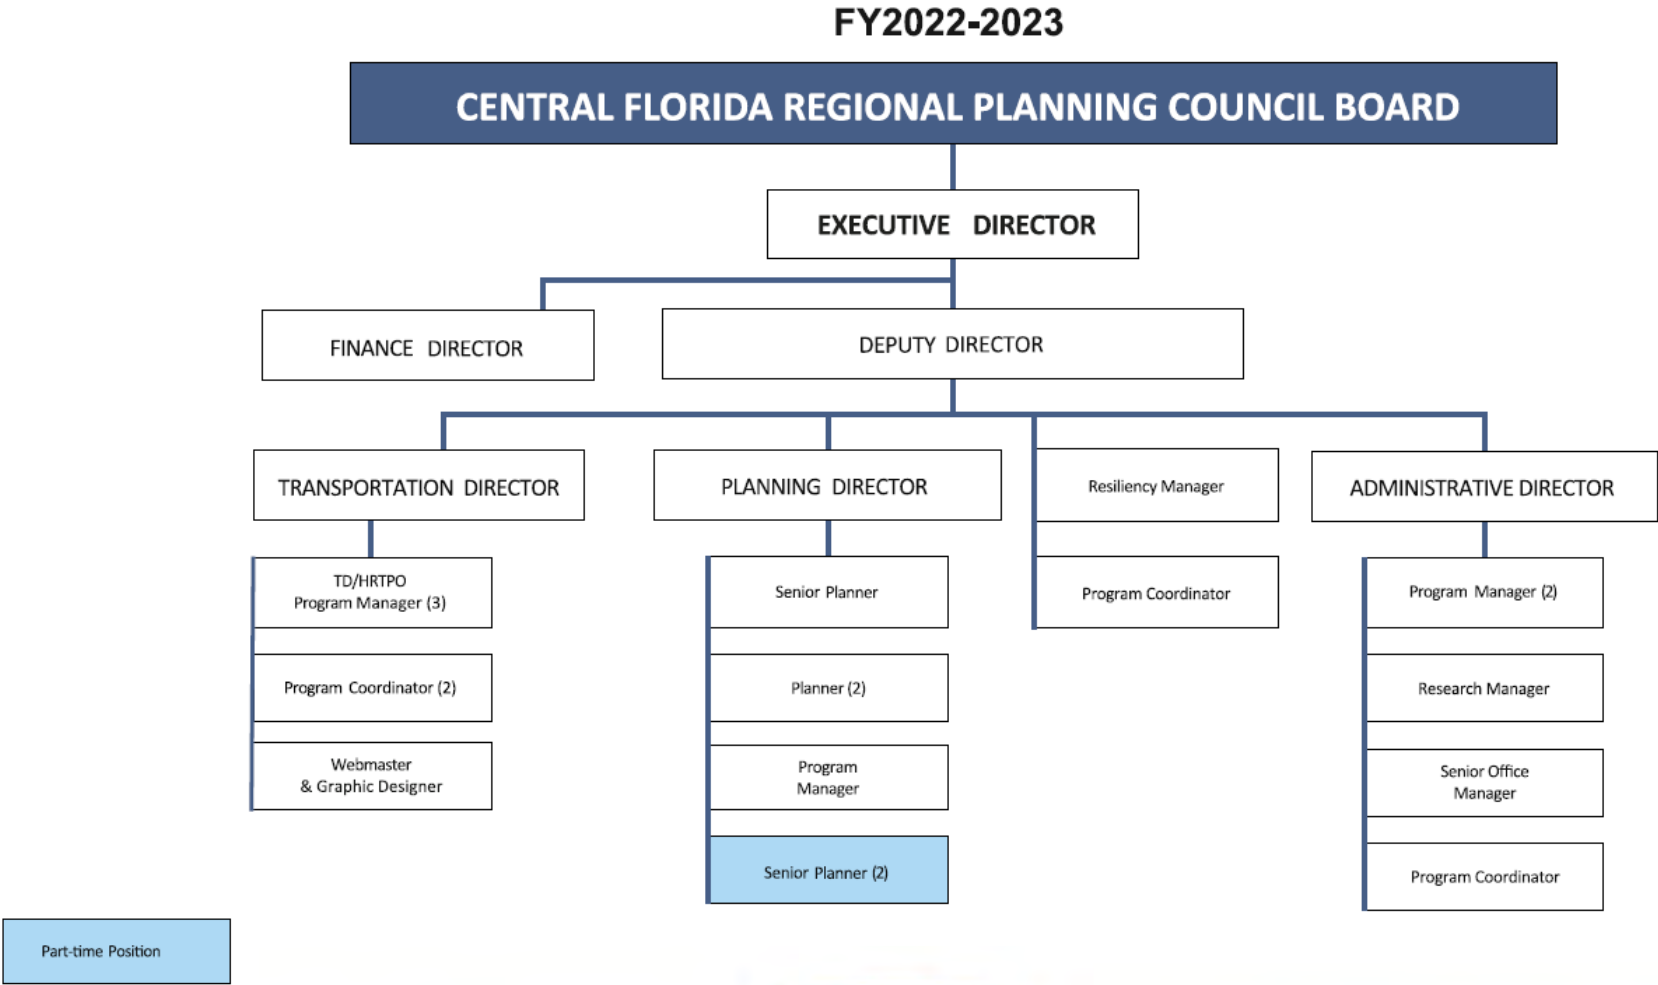 FY2022-2023
CENTRAL FLORIDA REGIONAL PLANNING COUNCIL BOARD
EXECUTIVE DIRECTOR
FINANCE DIRECTOR
DEPUTY DIRECTOR
TRANSPORTATION DIRECTOR
PLANNING DIRECTOR
Resiliency Manager
ADMINISTRATIVE DIRECTOR
TD/HRTPO
Program Manager (3)
Senior Planner
Program Coordinator
Program Manager (2)
Program Coordinator (2)
Planner (2)
Research Manager
Webmaster
& Graphic Designer
Program
Manager
Senior Office
Manager
Senior Planner (2)
Program Coordinator
Part-time Position